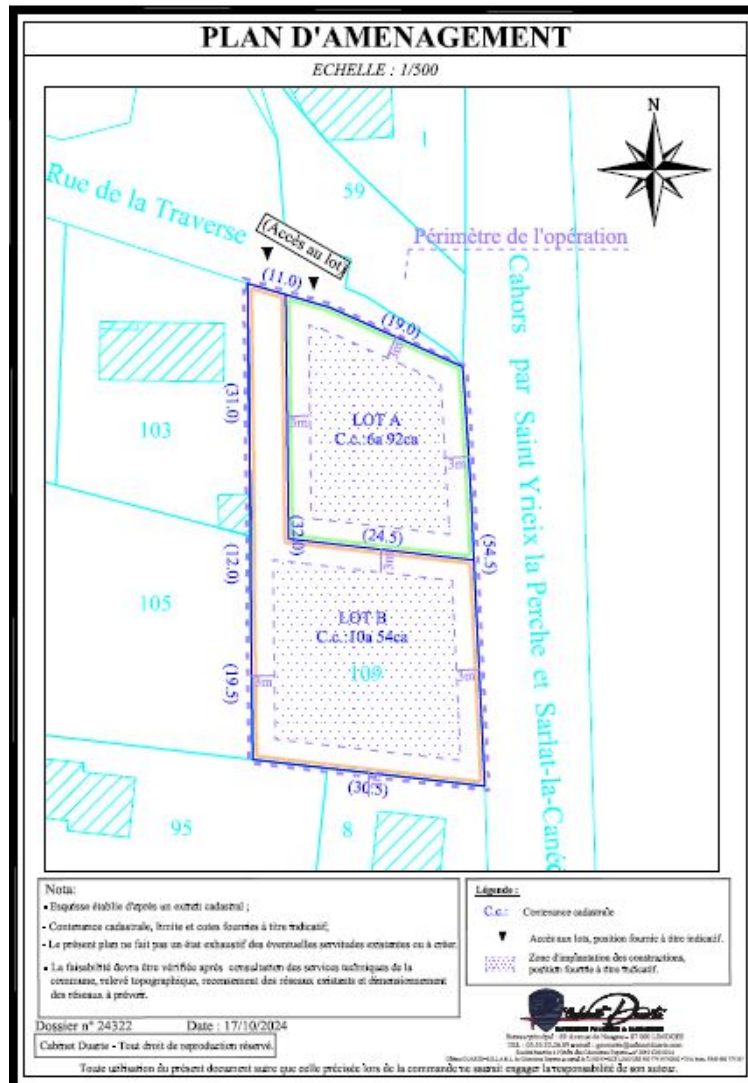 PLAN D'AMENAGEMENT
ECHELLE : 1/500
N
1
59
Rue de la Traverse
(Accès au lot)
Périmètre de l'opération
(11.0)
(19.0)
3m
Cahors par Saint Yrieix la Perche et Sarlat-la-Canéd
(31.0)
103
LOT A
C.c.:6a 92ca
3m
3m
(32.0)
(24.5)
(54.5)
3m
(12.0)
105
LOT B
C.c.:10a 54ca
109
(19.5)
3m
3m
(30.5)
95
8
Nota:
• Esquisse établie d'après un extrait cadastral ;
- Contenance cadastrale, limite et cotes fournies à titre indicatif;
- Le présent plan ne fait pas un état exhaustif des éventuelles servitudes existantes ou à créer.
• La faisabilité devra être vérifiée après consultation des services techniques de la
commune, relevé topographique, recensement des réseaux existants et dimensionnement
des réseaux à prévoir.
Légende :
C.c.: Contenance cadastrale
Accès aux lots, position fournie à titre indicatif.
Zone d'implantation des constructions,
position fournie à titre indicatif.
Dossier n° 24322 Date : 17/10/2024
Cabinet Duarte - Tout droit de reproduction réservé.
Cabinet Duarte
Toute utilisation du présent document autre que celle précisée lors de la commande ne saurait engager la responsabilité de son auteur.